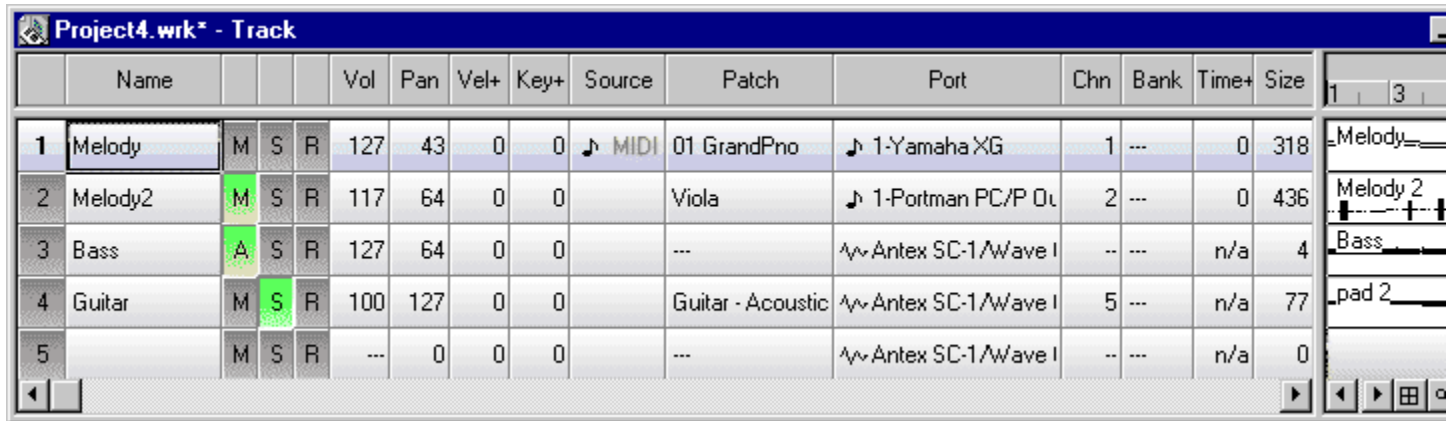 Project4.wrk* - Track
Name Vol Pan Vel+ Key+ Source Patch Port Chn Bank Time+ Size 1 3
1 Melody M S R 127 43 0 0 MIDI 01 GrandPno 1-Yamaha XG 1 --- 0 318 Melody
2 Melody2 M S R 117 64 0 0 Viola 1-Portman PC/P 2 --- 0 436 Melody 2
3 Bass A S R 127 64 0 0 --- Antex SC-1/Wave -- --- n/a 4 Bass
4 Guitar M S R 100 127 0 0 Guitar - Acoustic Antex SC-1/Wave 5 --- n/a 77 pad 2
5 M S R --- 0 0 0 --- Antex SC-1/Wave -- --- n/a 0